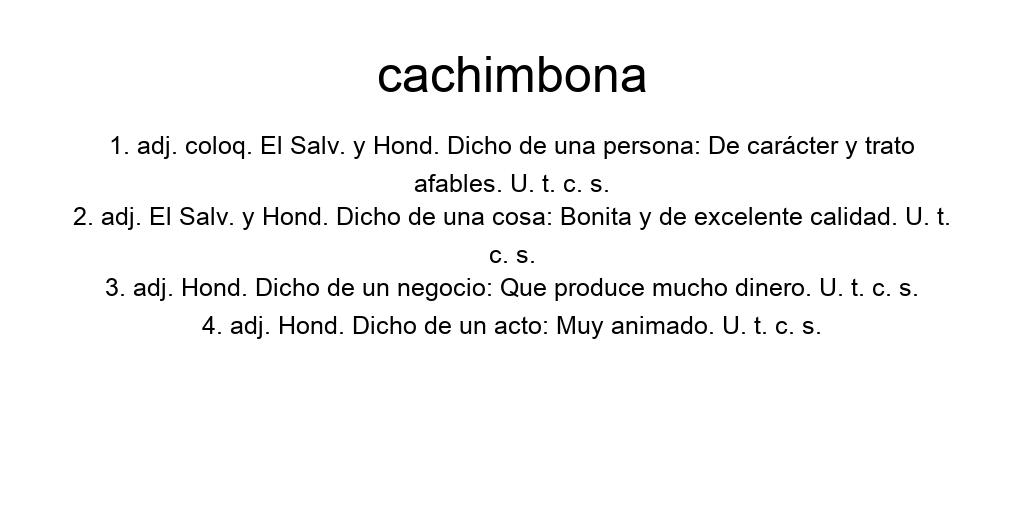 cachimbona
1. adj. coloq. El Salv. y Hond. Dicho de una persona: De carácter y trato
afables. U. t. c. s.
2. adj. El Salv. y Hond. Dicho de una cosa: Bonita y de excelente calidad. U. t.
c. s.
3. adj. Hond. Dicho de un negocio: Que produce mucho dinero. U. t. c. s.
4. adj. Hond. Dicho de un acto: Muy animado. U. t. c. s.